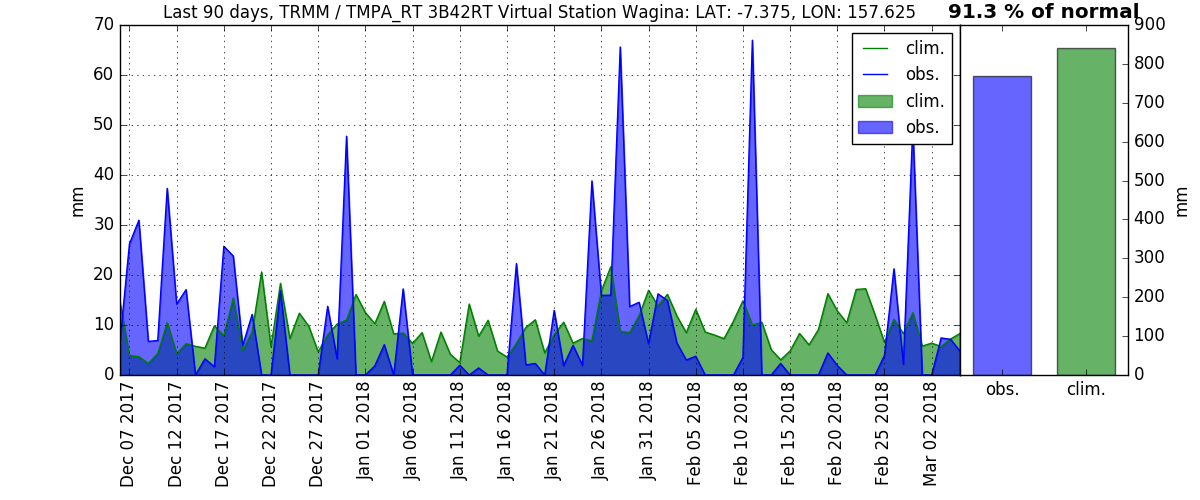 Last 90 days, TRMM / TMPA_RT 3B42RT Virtual Station Wagina: LAT: -7.375, LON: 157.625
91.3 % of normal
70
60
50
40
30
20
10
0
mm
clim.
obs.
clim.
obs.
900
800
700
600
500
400
300
200
100
0
mm
obs.
clim.
Dec 07 2017
Dec 12 2017
Dec 17 2017
Dec 22 2017
Dec 27 2017
Jan 01 2018
Jan 06 2018
Jan 11 2018
Jan 16 2018
Jan 21 2018
Jan 26 2018
Jan 31 2018
Feb 05 2018
Feb 10 2018
Feb 15 2018
Feb 20 2018
Feb 25 2018
Mar 02 2018